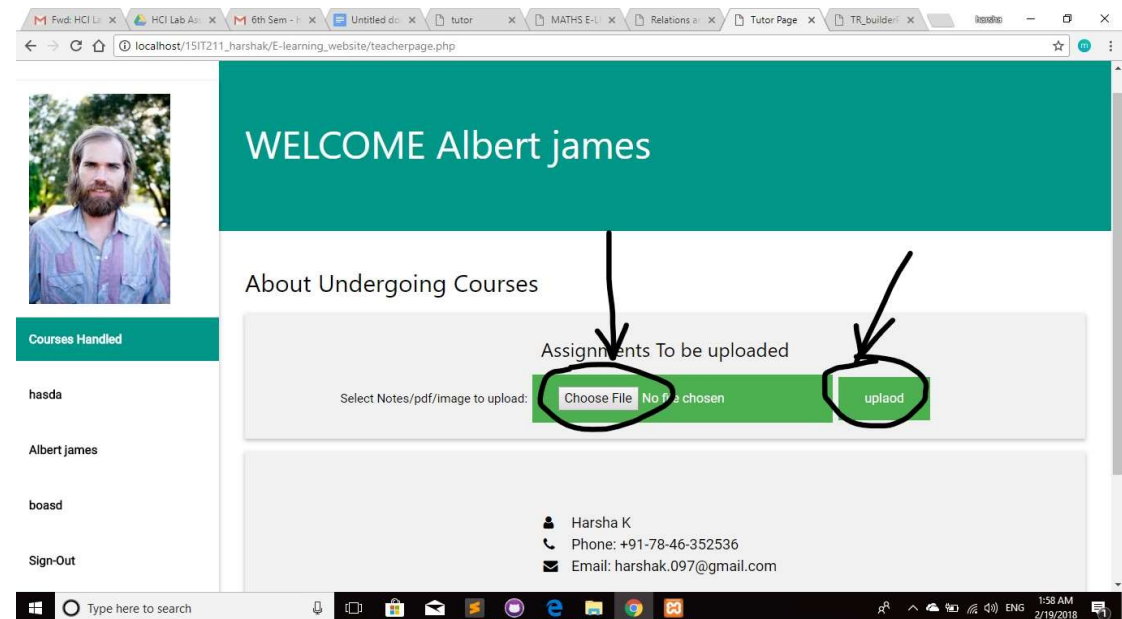 Fwd: HCI La
HCI Lab As
6th Sem - h
Untitled do
tutor
MATHS E-L
Relations a
Tutor Page
TR_builder
harsha
localhost/15IT211_harshak/E-learning_website/teacherpage.php
m
WELCOME Albert james
About Undergoing Courses
Courses Handled
Assignments To be uploaded
hasda
Select Notes/pdf/image to upload:
Choose File
No file chosen
uplaod
Albert james
boasd
Harsha K
Phone: +91-78-46-352536
Sign-Out
Email: harshak.097@gmail.com
Type here to search
ENG
1:58 AM
2/19/2018